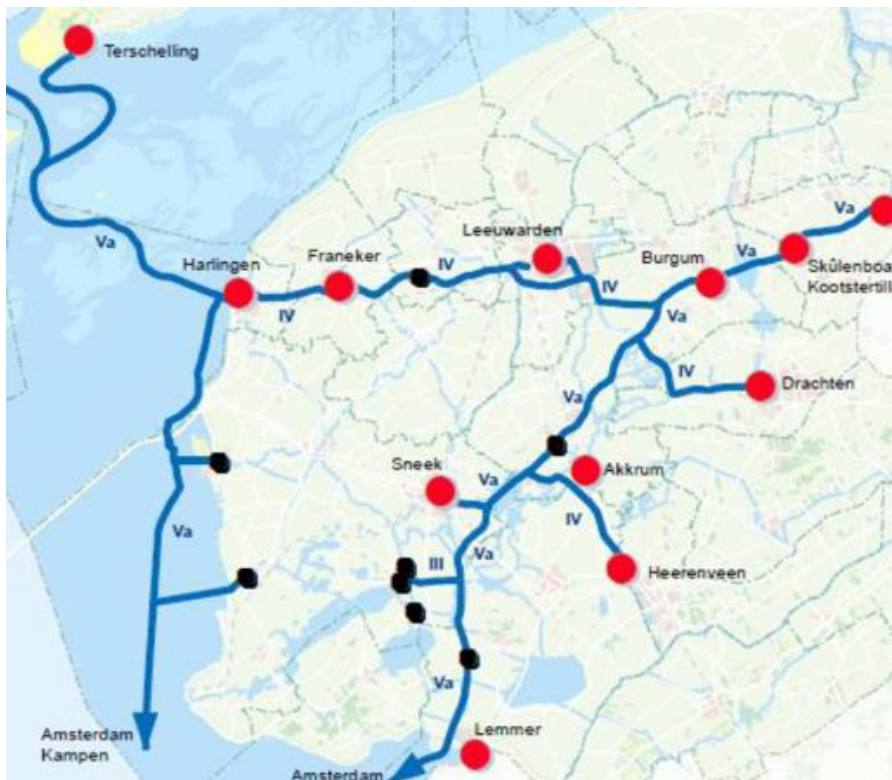 Terschelling
Va
Harlingen
Franeker
IV
IV
Leeuwarden
IV
Burgum
Va
Va
Va
Skûlenboa
Kootstertill
IV
Drachten
Va
Sneek
Va
Akkrum
IV
Va
Va
III
Heerenveen
Va
Lemmer
Amsterdam
Kampen
Amsterdam